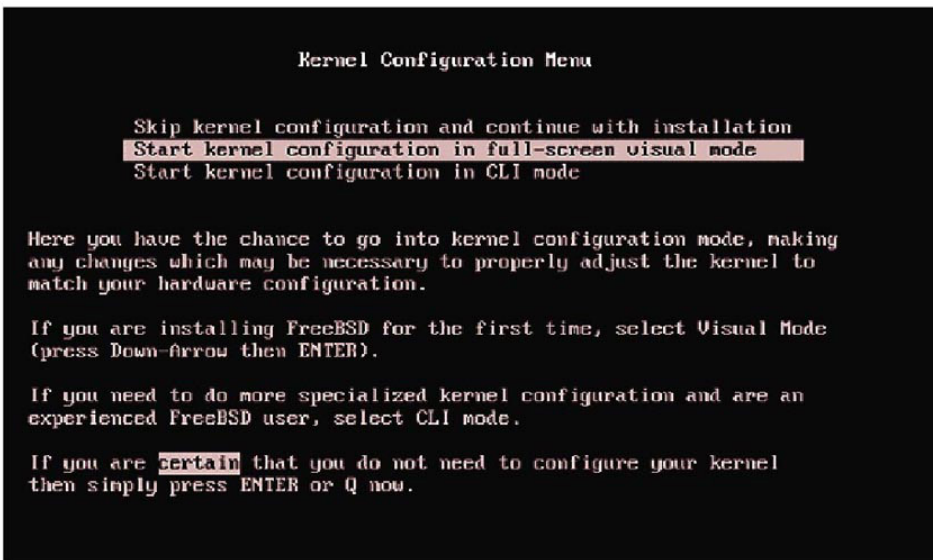 Kernel Configuration Menu
Skip kernel configuration and continue with installation
Start kernel configuration in full-screen visual mode
Start kernel configuration in CLI mode
Here you have the chance to go into kernel configuration mode, making
any changes which may be necessary to properly adjust the kernel to
match your hardware configuration.
If you are installing FreeBSD for the first time, select Visual Mode
(press Down-Arrow then ENTER).
If you need to do more specialized kernel configuration and are an
experienced FreeBSD user, select CLI mode.
If you are certain that you do not need to configure your kernel
then simply press ENTER or Q now.